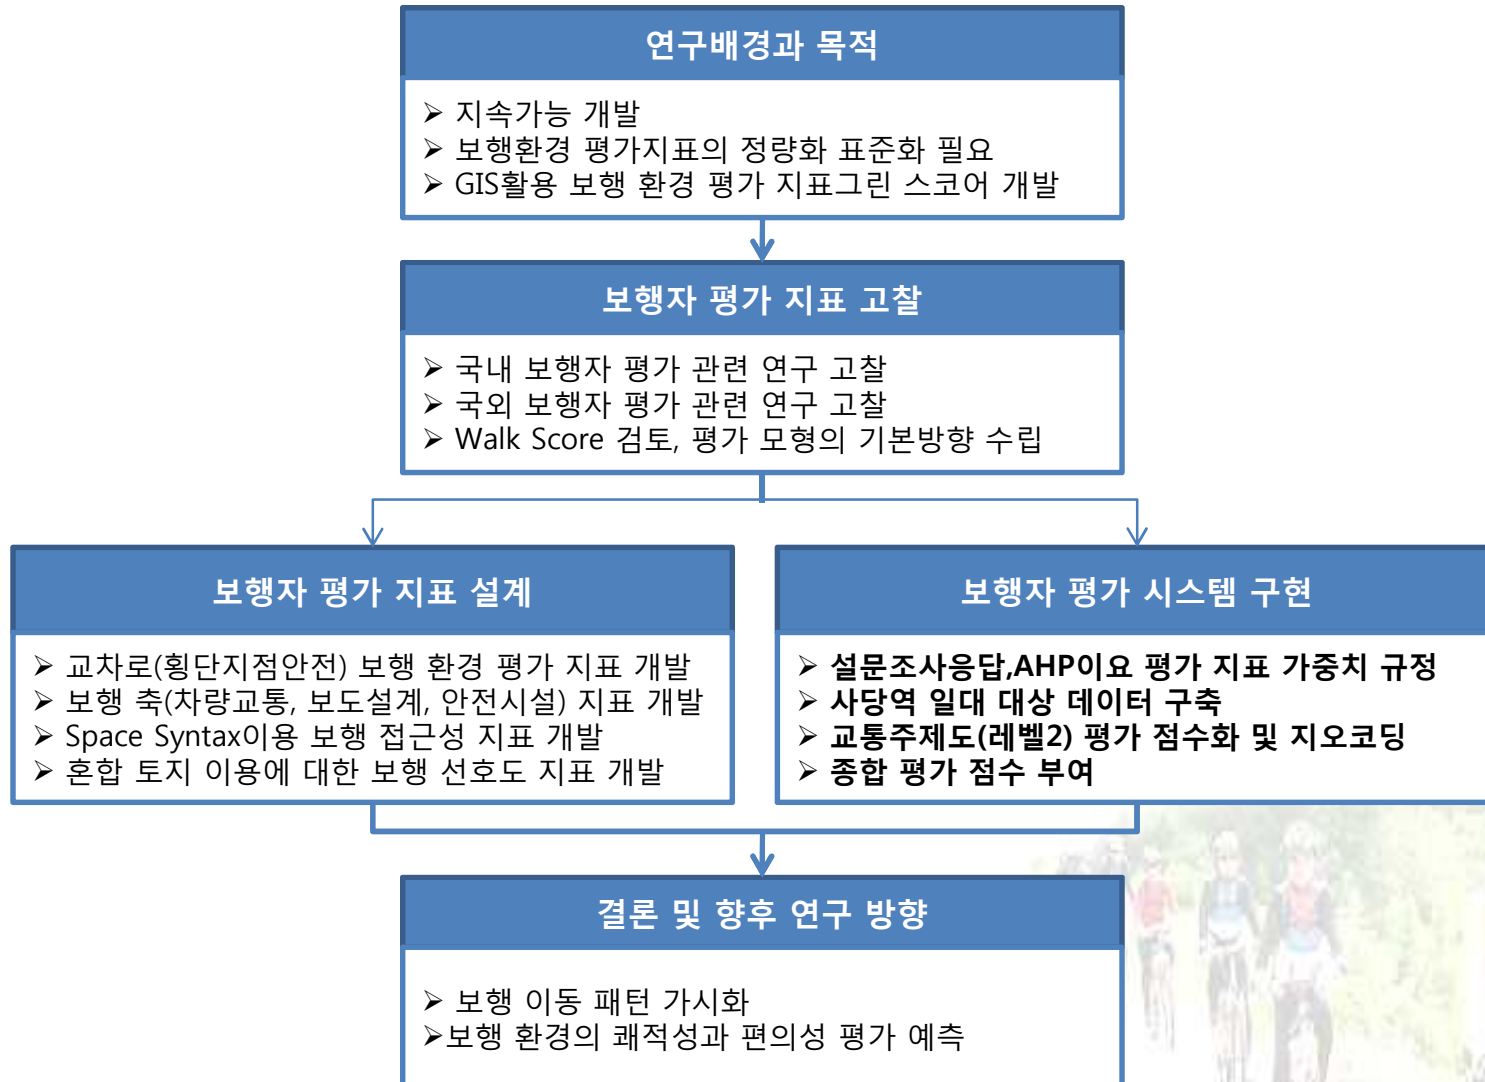 연구배경과 목적
➢ 지속가능 개발
➢ 보행환경 평가지표의 정량화 표준화 필요
➢ GIS활용 보행 환경 평가 지표그린 스코어 개발
보행자 평가 지표 고찰
➢ 국내 보행자 평가 관련 연구 고찰
➢ 국외 보행자 평가 관련 연구 고찰
➢ Walk Score 검토, 평가 모형의 기본방향 수립
보행자 평가 지표 설계
➢ 교차로(횡단지점안전) 보행 환경 평가 지표 개발
➢ 보행 축(차량교통, 보도설계, 안전시설) 지표 개발
➢ Space Syntax이용 보행 접근성 지표 개발
➢ 혼합 토지 이용에 대한 보행 선호도 지표 개발
보행자 평가 시스템 구현
➢ 설문조사응답,AHP이요 평가 지표 가중치 규정
➢ 사당역 일대 대상 데이터 구축
➢ 교통주제도(레벨2) 평가 점수화 및 지오코딩
➢ 종합 평가 점수 부여
결론 및 향후 연구 방향
➢ 보행 이동 패턴 가시화
➢보행 환경의 쾌적성과 편의성 평가 예측